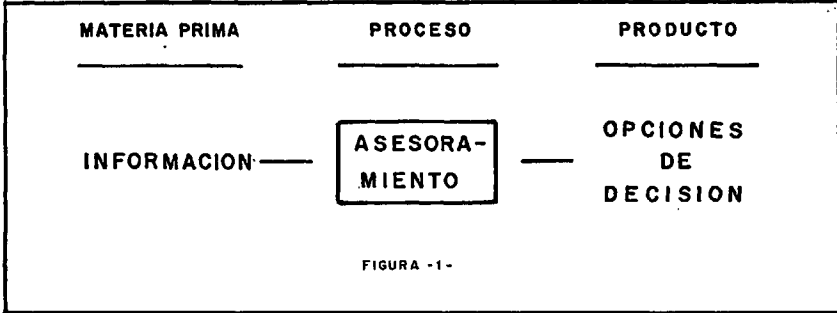 MATERIA PRIMA PROCESO PRODUCTO
INFORMACION — ASESORA-
MIENTO — OPCIONES
DE
DECISION
FIGURA -1-